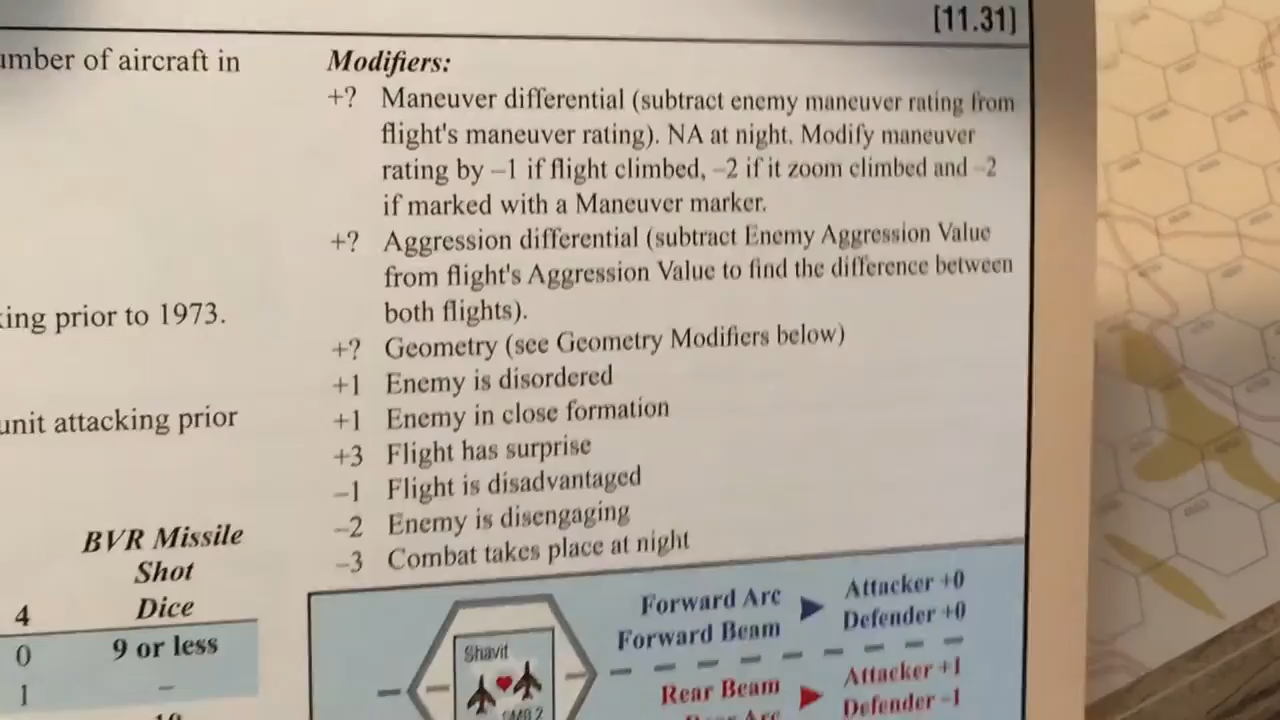 [11.31]
umber of aircraft in
king prior to 1973.
unit attacking prior
BVR Missile
Shot
4 Dice
0 9 or less
1 –
10
Modifiers:
+? Maneuver differential (subtract enemy maneuver rating from
flight's maneuver rating). NA at night. Modify maneuver
rating by –1 if flight climbed, –2 if it zoom climbed and –2
if marked with a Maneuver marker.
+? Aggression differential (subtract Enemy Aggression Value
from flight's Aggression Value to find the difference between
both flights).
+? Geometry (see Geometry Modifiers below)
+1 Enemy is disordered
+1 Enemy in close formation
+3 Flight has surprise
–1 Flight is disadvantaged
–2 Enemy is disengaging
–3 Combat takes place at night
Shavit
Forward Arc
Forward Beam
Attacker +0
Defender +0
Rear Beam
Rear Arc
Attacker +1
Defender –1